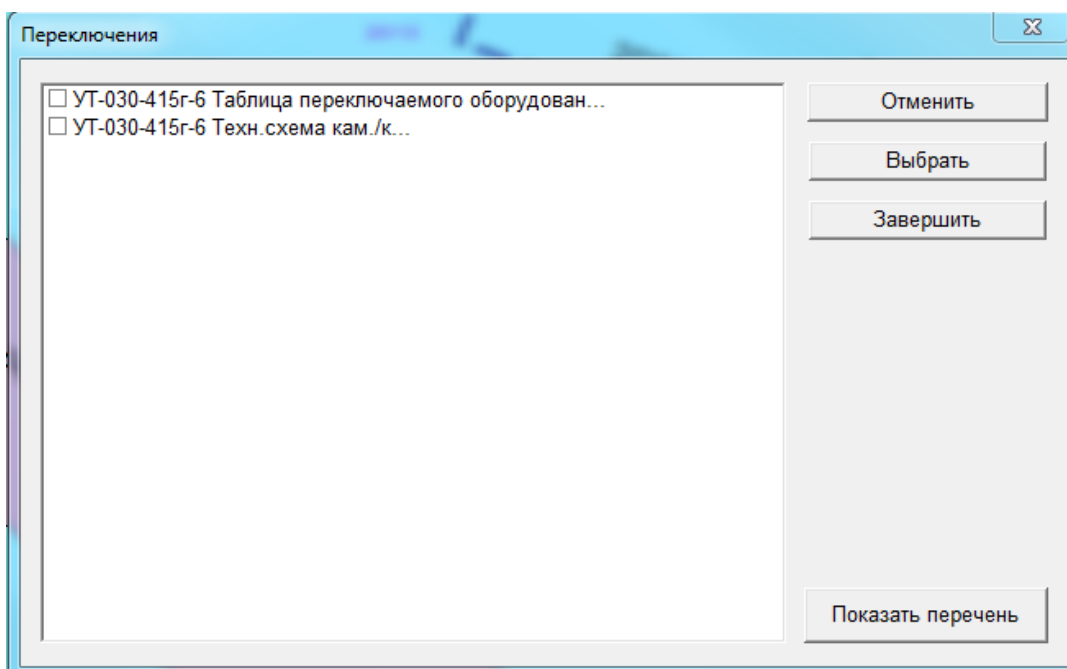 Переключения
УТ-030-415г-6 Таблица переключаемого оборудован...
УТ-030-415г-6 Техн.схема кам./к...
Отменить
Выбрать
Завершить
Показать перечень